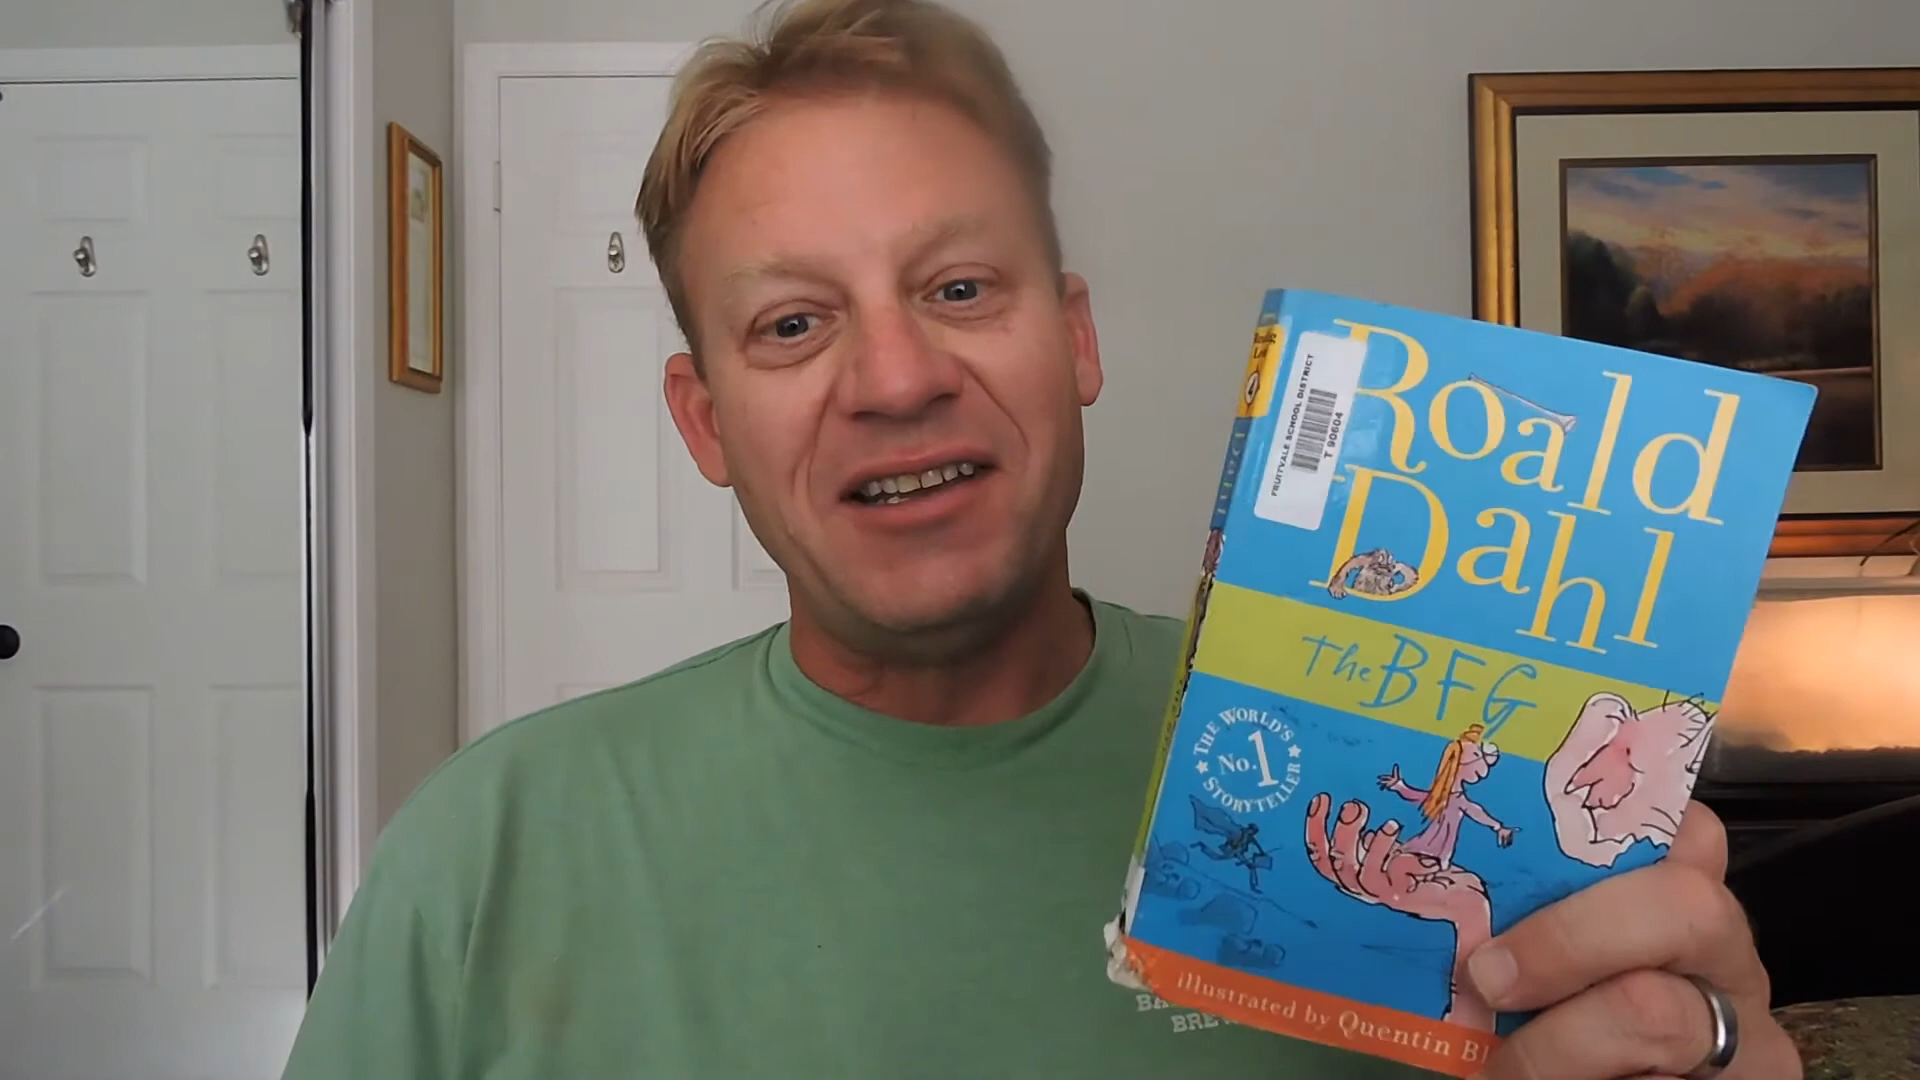 FRUITVALE SCHOOL DISTRICT
T 90604
Roald
Dahl
The BFG
THE WORLD'S
No.1
STORYTELLER
illustrated by Quentin